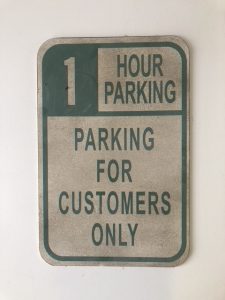 1 HOUR
PARKING
PARKING
FOR
CUSTOMERS
ONLY